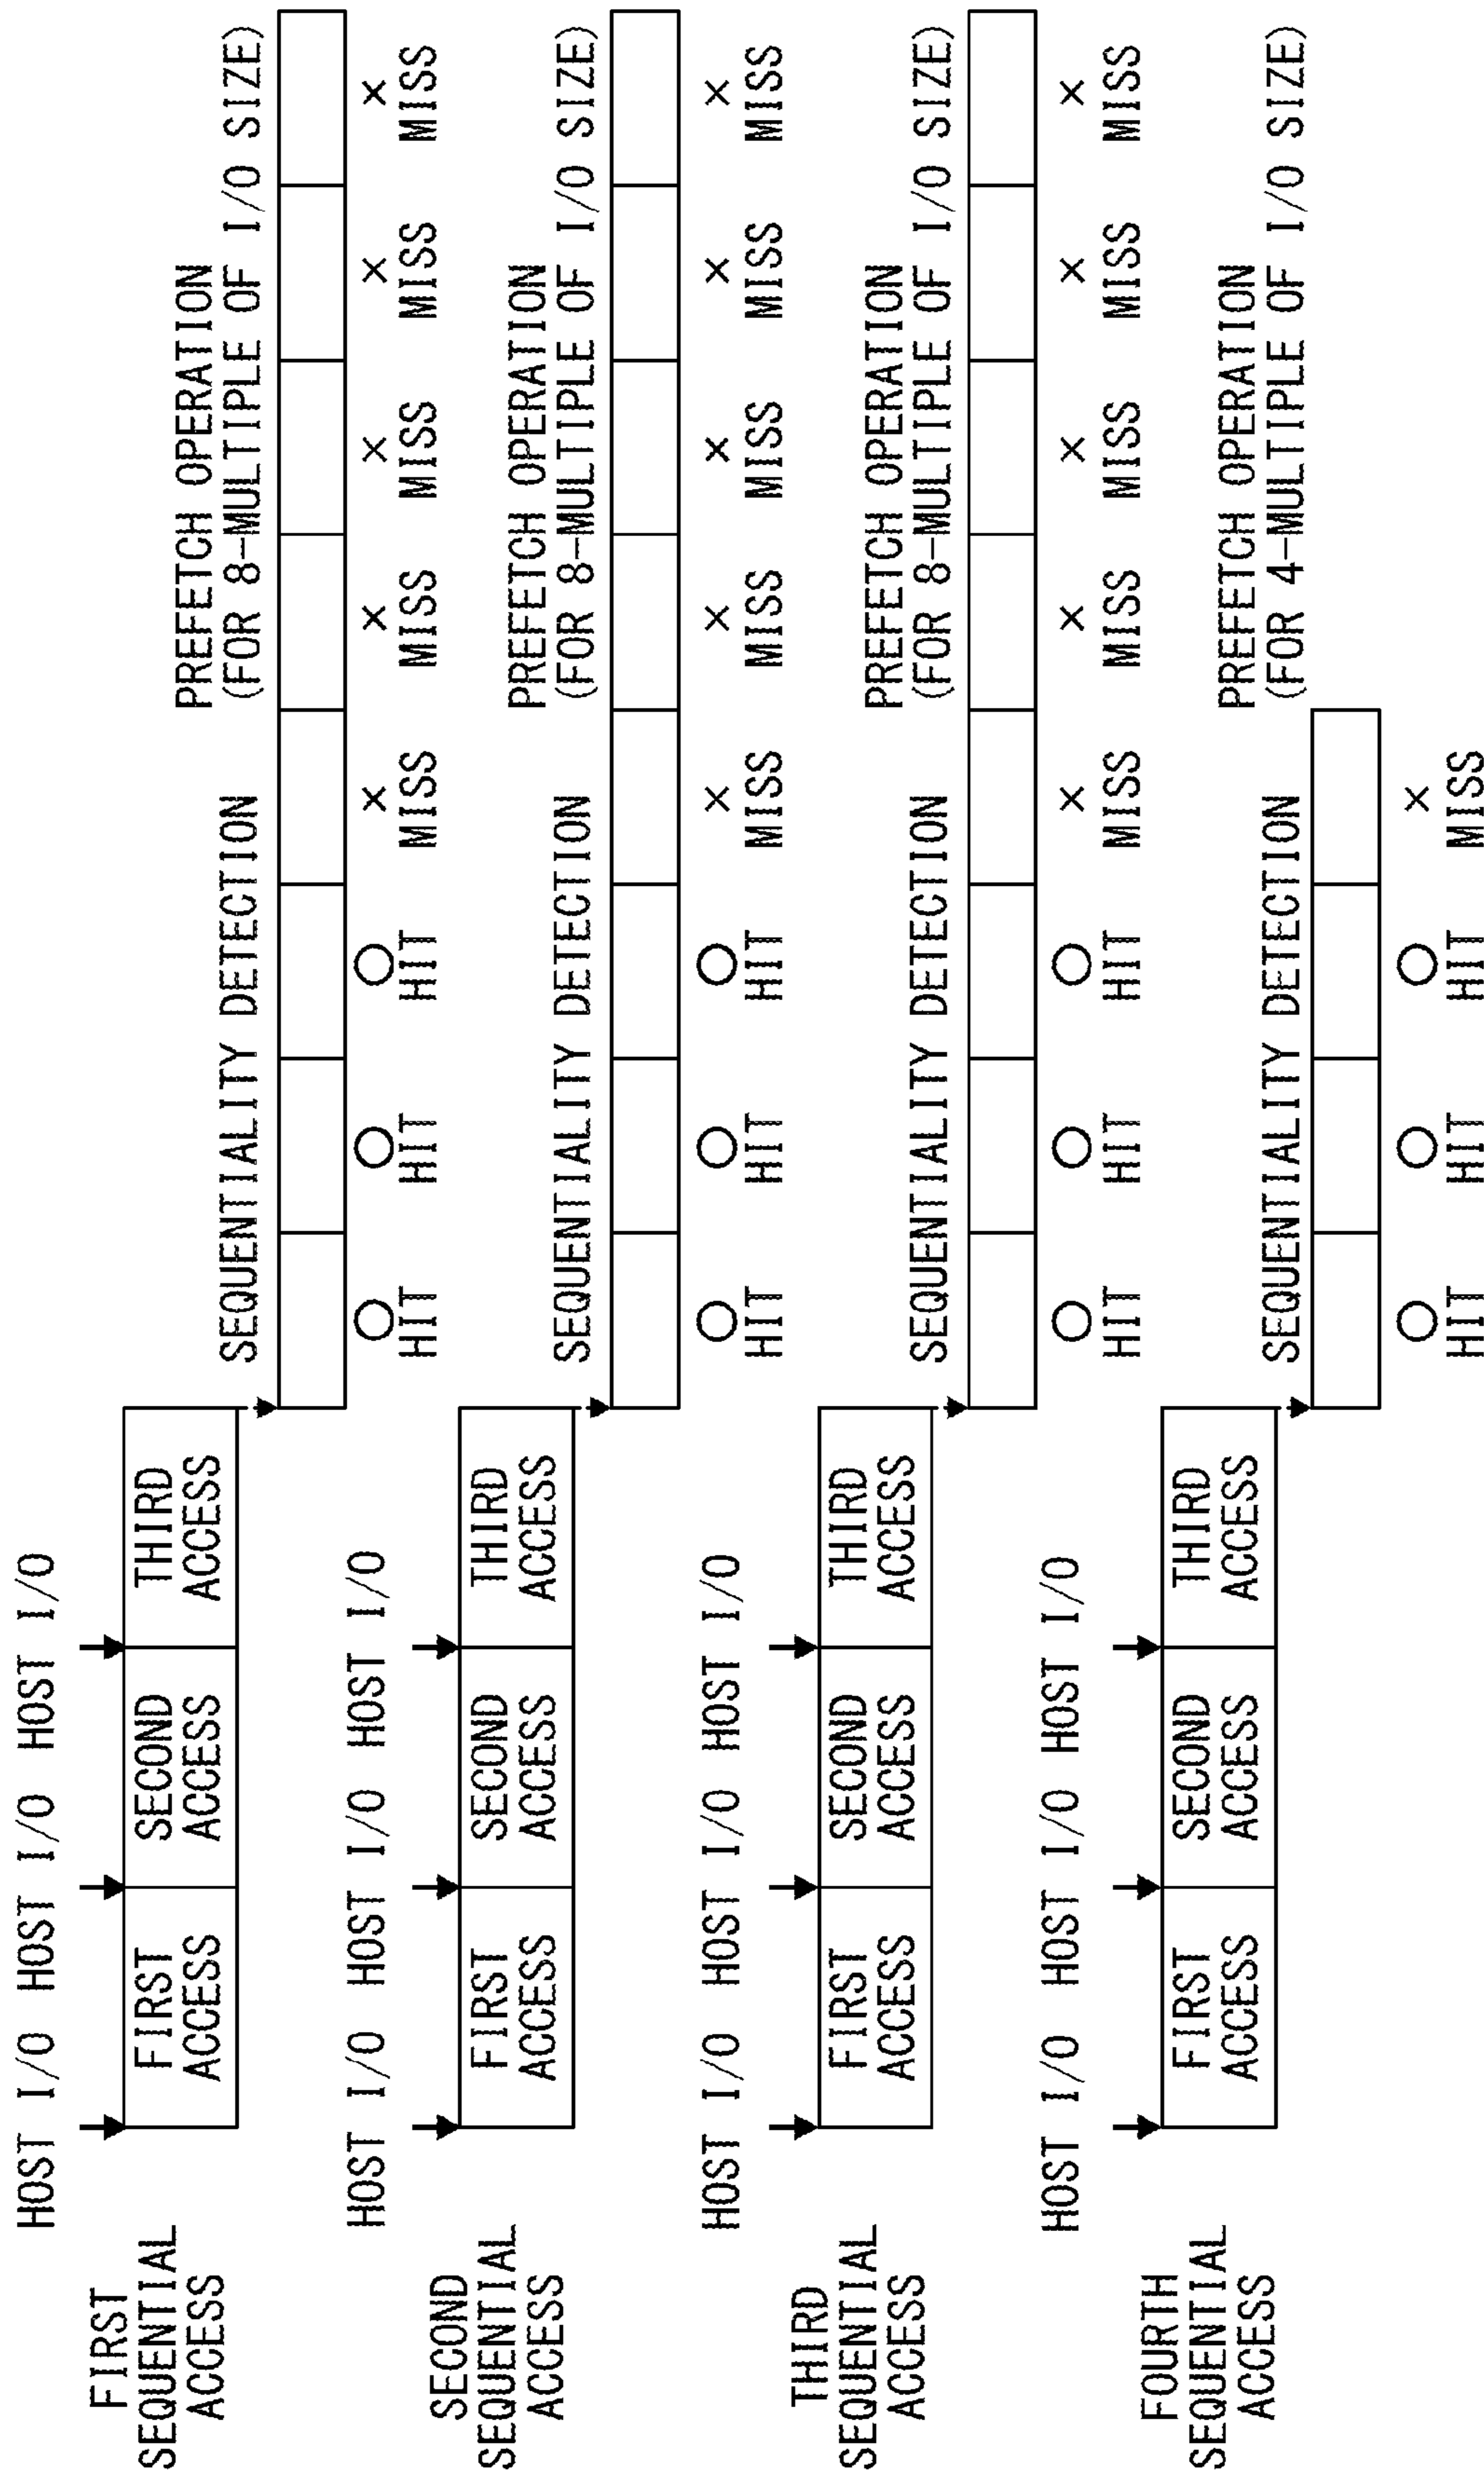 HOST I/O HOST I/O HOST I/O
FIRST
SEQUENTIAL
ACCESS
FIRST
ACCESS
SECOND
ACCESS
THIRD
ACCESS
SEQUENTIALITY DETECTION
PREFETCH OPERATION
(FOR 8-MULTIPLE OF I/O SIZE)
○ ○ ○ × × × × ×
HIT HIT HIT MISS MISS MISS MISS MISS
HOST I/O HOST I/O HOST I/O
SECOND
SEQUENTIAL
ACCESS
FIRST
ACCESS
SECOND
ACCESS
THIRD
ACCESS
SEQUENTIALITY DETECTION
PREFETCH OPERATION
(FOR 8-MULTIPLE OF I/O SIZE)
○ ○ ○ × × × × ×
HIT HIT HIT MISS MISS MISS MISS MISS
HOST I/O HOST I/O HOST I/O
THIRD
SEQUENTIAL
ACCESS
FIRST
ACCESS
SECOND
ACCESS
THIRD
ACCESS
SEQUENTIALITY DETECTION
PREFETCH OPERATION
(FOR 8-MULTIPLE OF I/O SIZE)
○ ○ ○ × × × × ×
HIT HIT HIT MISS MISS MISS MISS MISS
HOST I/O HOST I/O HOST I/O
FOURTH
SEQUENTIAL
ACCESS
FIRST
ACCESS
SECOND
ACCESS
THIRD
ACCESS
SEQUENTIALITY DETECTION
PREFETCH OPERATION
(FOR 4-MULTIPLE OF I/O SIZE)
○ ○ ○ ×
HIT HIT HIT MISS